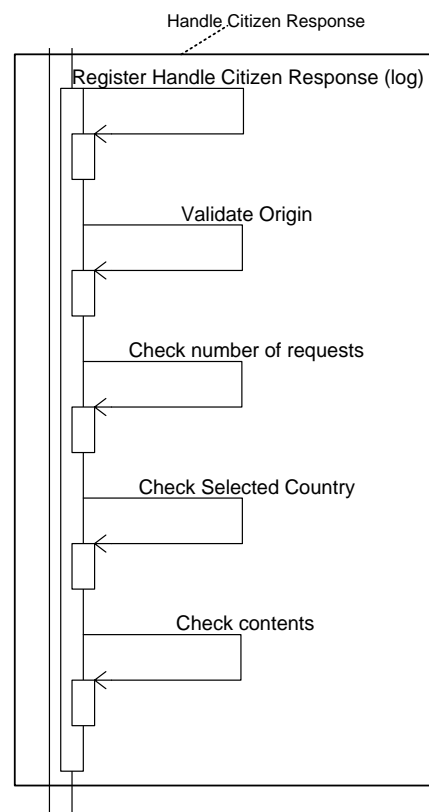 Handle Citizen Response
Register Handle Citizen Response (log)
Validate Origin
Check number of requests
Check Selected Country
Check contents